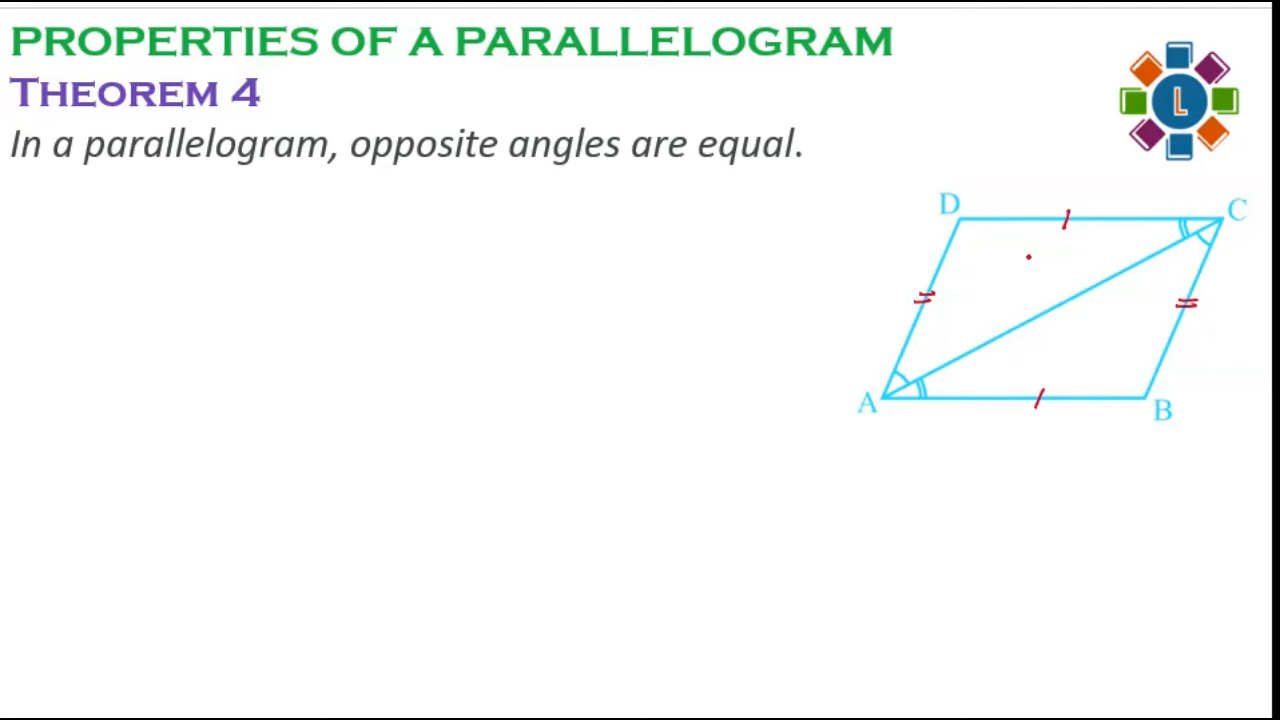 PROPERTIES OF A PARALLELOGRAM
THEOREM 4
In a parallelogram, opposite angles are equal.
L
D
C
A
B